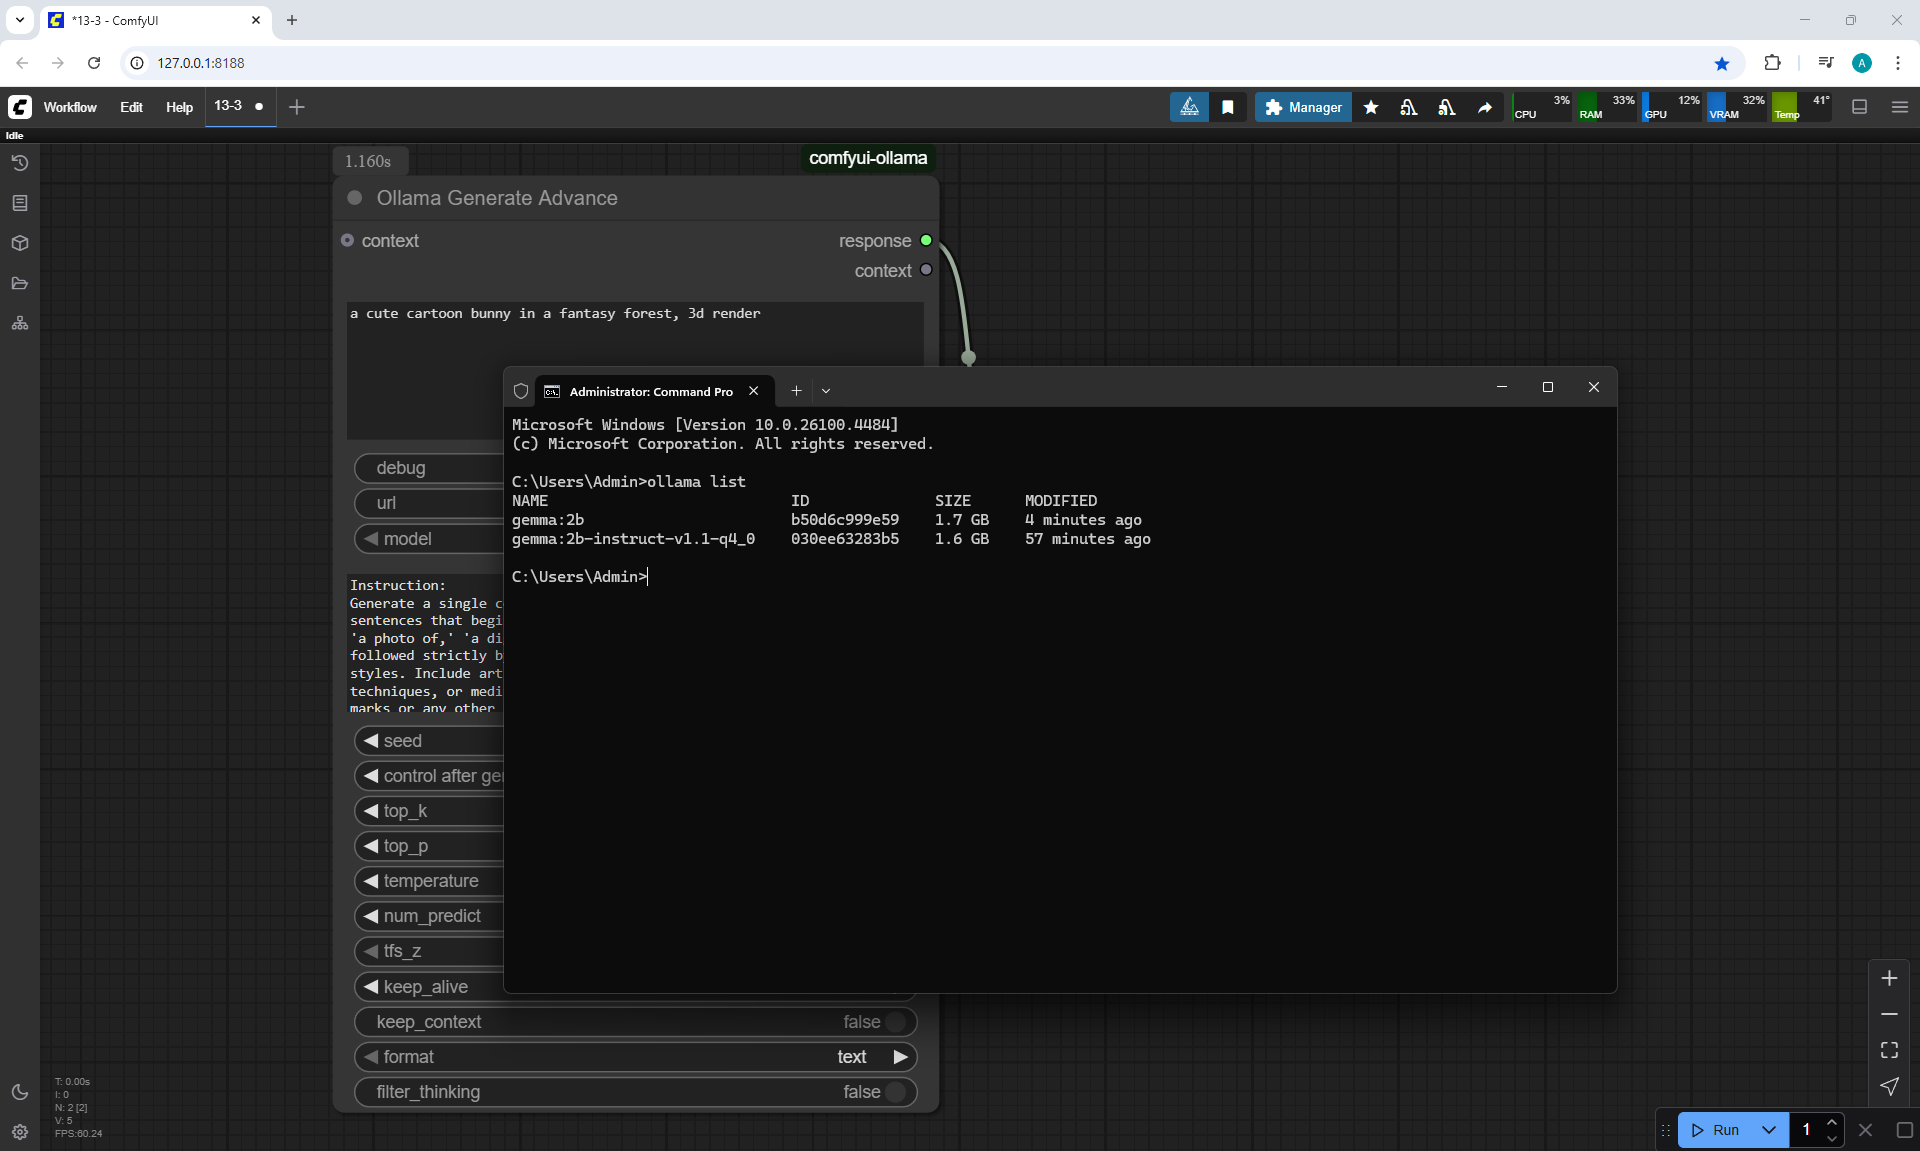 *13-3 - ComfyUI
127.0.0.1:8188
A
Workflow Edit Help 13-3
Manager
CPU 3% RAM 33% GPU 12% VRAM 32% Temp 41°
Idle
1.160s
comfyui-ollama
Ollama Generate Advance
context response
context
a cute cartoon bunny in a fantasy forest, 3d render
debug
url
model
Instruction:
Generate a single c
sentences that begi
'a photo of,' 'a di
followed strictly b
styles. Include art
techniques, or medi
marks or any other
seed
control after ge
top_k
top_p
temperature
num_predict
tfs_z
keep_alive
keep_context false
format text
filter_thinking false
Administrator: Command Pro
Microsoft Windows [Version 10.0.26100.4484]
(c) Microsoft Corporation. All rights reserved.
C:\Users\Admin>ollama list
NAME ID SIZE MODIFIED
gemma:2b b50d6c999e59 1.7 GB 4 minutes ago
gemma:2b-instruct-v1.1-q4_0 030ee63283b5 1.6 GB 57 minutes ago
C:\Users\Admin>
T: 0.00s
I: 0
N: 2 [2]
V: 5
FPS:60.24
Run 1